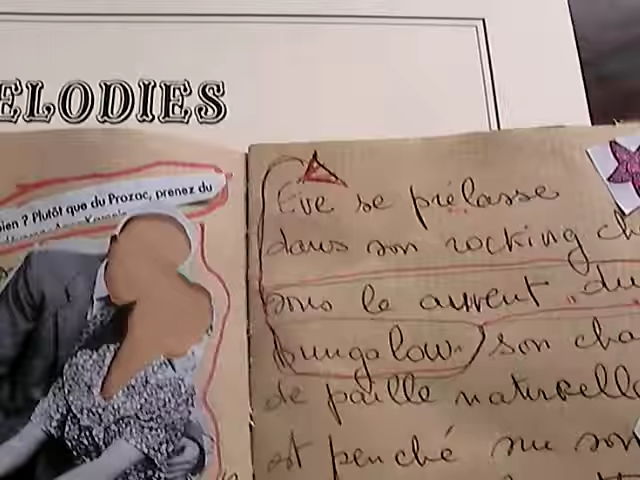 ELODIES
bien ? Plutôt que du Prozac, prenez du
Eve se prélasse
dans son rocking ch
sous le auvent du
bungalow son cha
de paille naturelle
est penché sur son